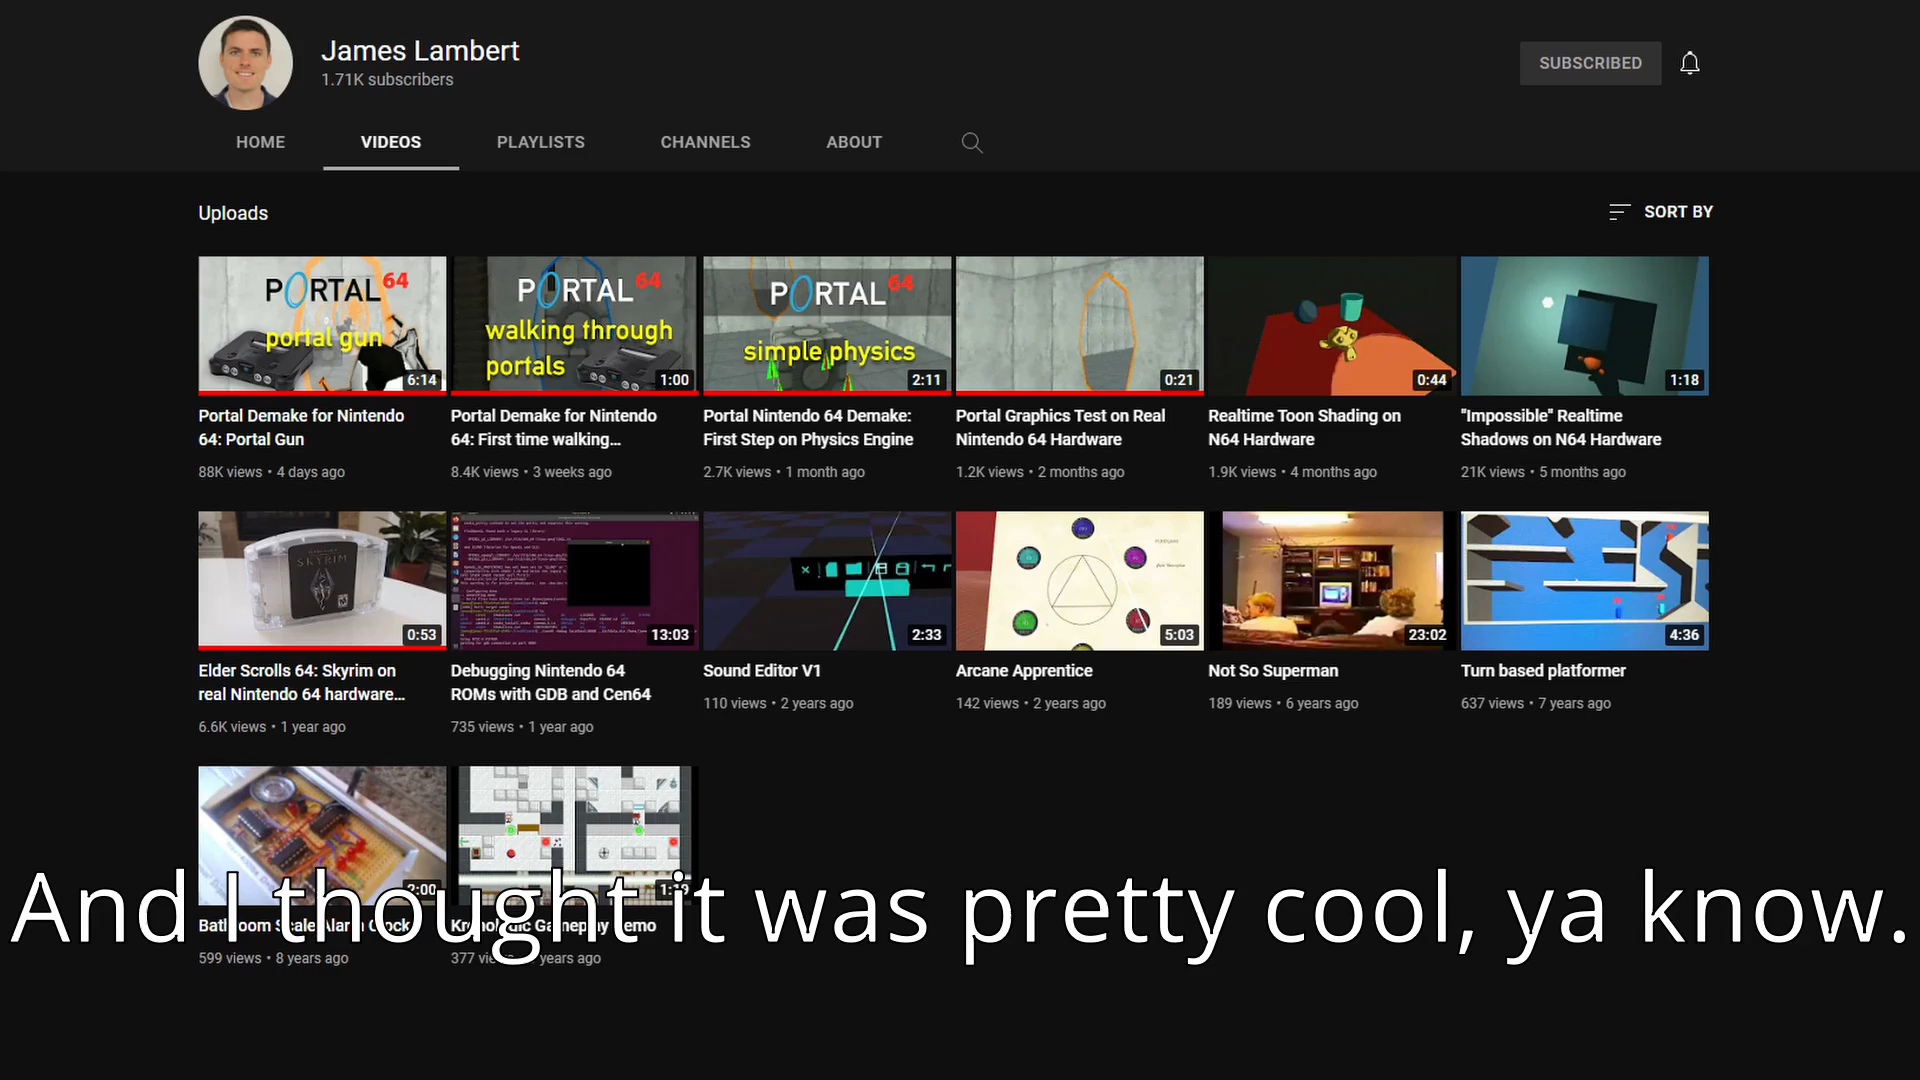 James Lambert
1.71K subscribers
SUBSCRIBED
HOME
VIDEOS
PLAYLISTS
CHANNELS
ABOUT
Uploads
SORT BY
PORTAL 64
portal gun
6:14
Portal Demake for Nintendo
64: Portal Gun
88K views • 4 days ago
PORTAL 64
walking through
portals
1:00
Portal Demake for Nintendo
64: First time walking...
8.4K views • 3 weeks ago
PORTAL 64
simple physics
2:11
Portal Nintendo 64 Demake:
First Step on Physics Engine
2.7K views • 1 month ago
0:21
Portal Graphics Test on Real
Nintendo 64 Hardware
1.2K views • 2 months ago
0:44
Realtime Toon Shading on
N64 Hardware
1.9K views • 4 months ago
1:18
"Impossible" Realtime
Shadows on N64 Hardware
21K views • 5 months ago
SKYRIM
0:53
Elder Scrolls 64: Skyrim on
real Nintendo 64 hardware...
6.6K views • 1 year ago
13:03
Debugging Nintendo 64
ROMs with GDB and Cen64
735 views • 1 year ago
2:33
Sound Editor V1
110 views • 2 years ago
5:03
Arcane Apprentice
142 views • 2 years ago
23:02
Not So Superman
189 views • 6 years ago
4:36
Turn based platformer
637 views • 7 years ago
2:00
Bathroom Scale Alarm Clock
599 views • 8 years ago
1:19
Gameplay Demo
377 years ago
And I thought it was pretty cool, ya know.